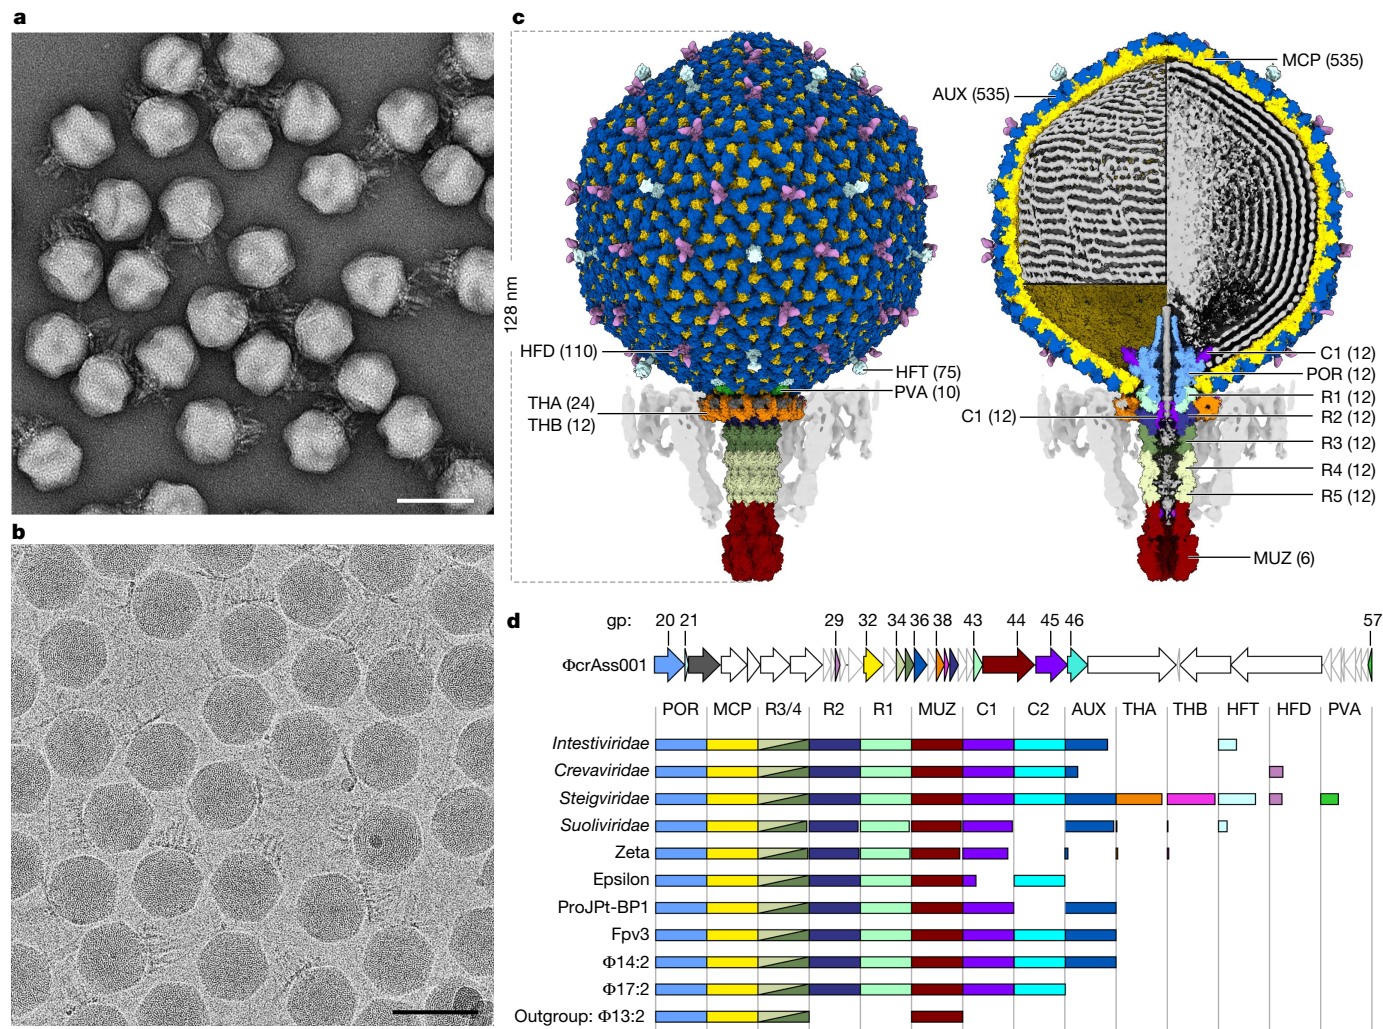 a
b
c
128 nm
HFD (110)
HFT (75)
PVA (10)
THA (24)
THB (12)
MCP (535)
AUX (535)
C1 (12)
POR (12)
R1 (12)
C1 (12)
R2 (12)
R3 (12)
R4 (12)
R5 (12)
MUZ (6)
d
gp: 20 21 29 32 34 36 38 43 44 45 46 57
ΦcrAss001
POR MCP R3/4 R2 R1 MUZ C1 C2 AUX THA THB HFT HFD PVA
Intestiviridae
Crevaviridae
Steigviridae
Suoliviridae
Zeta
Epsilon
ProJPt-BP1
Fpv3
Φ14:2
Φ17:2
Outgroup: Φ13:2